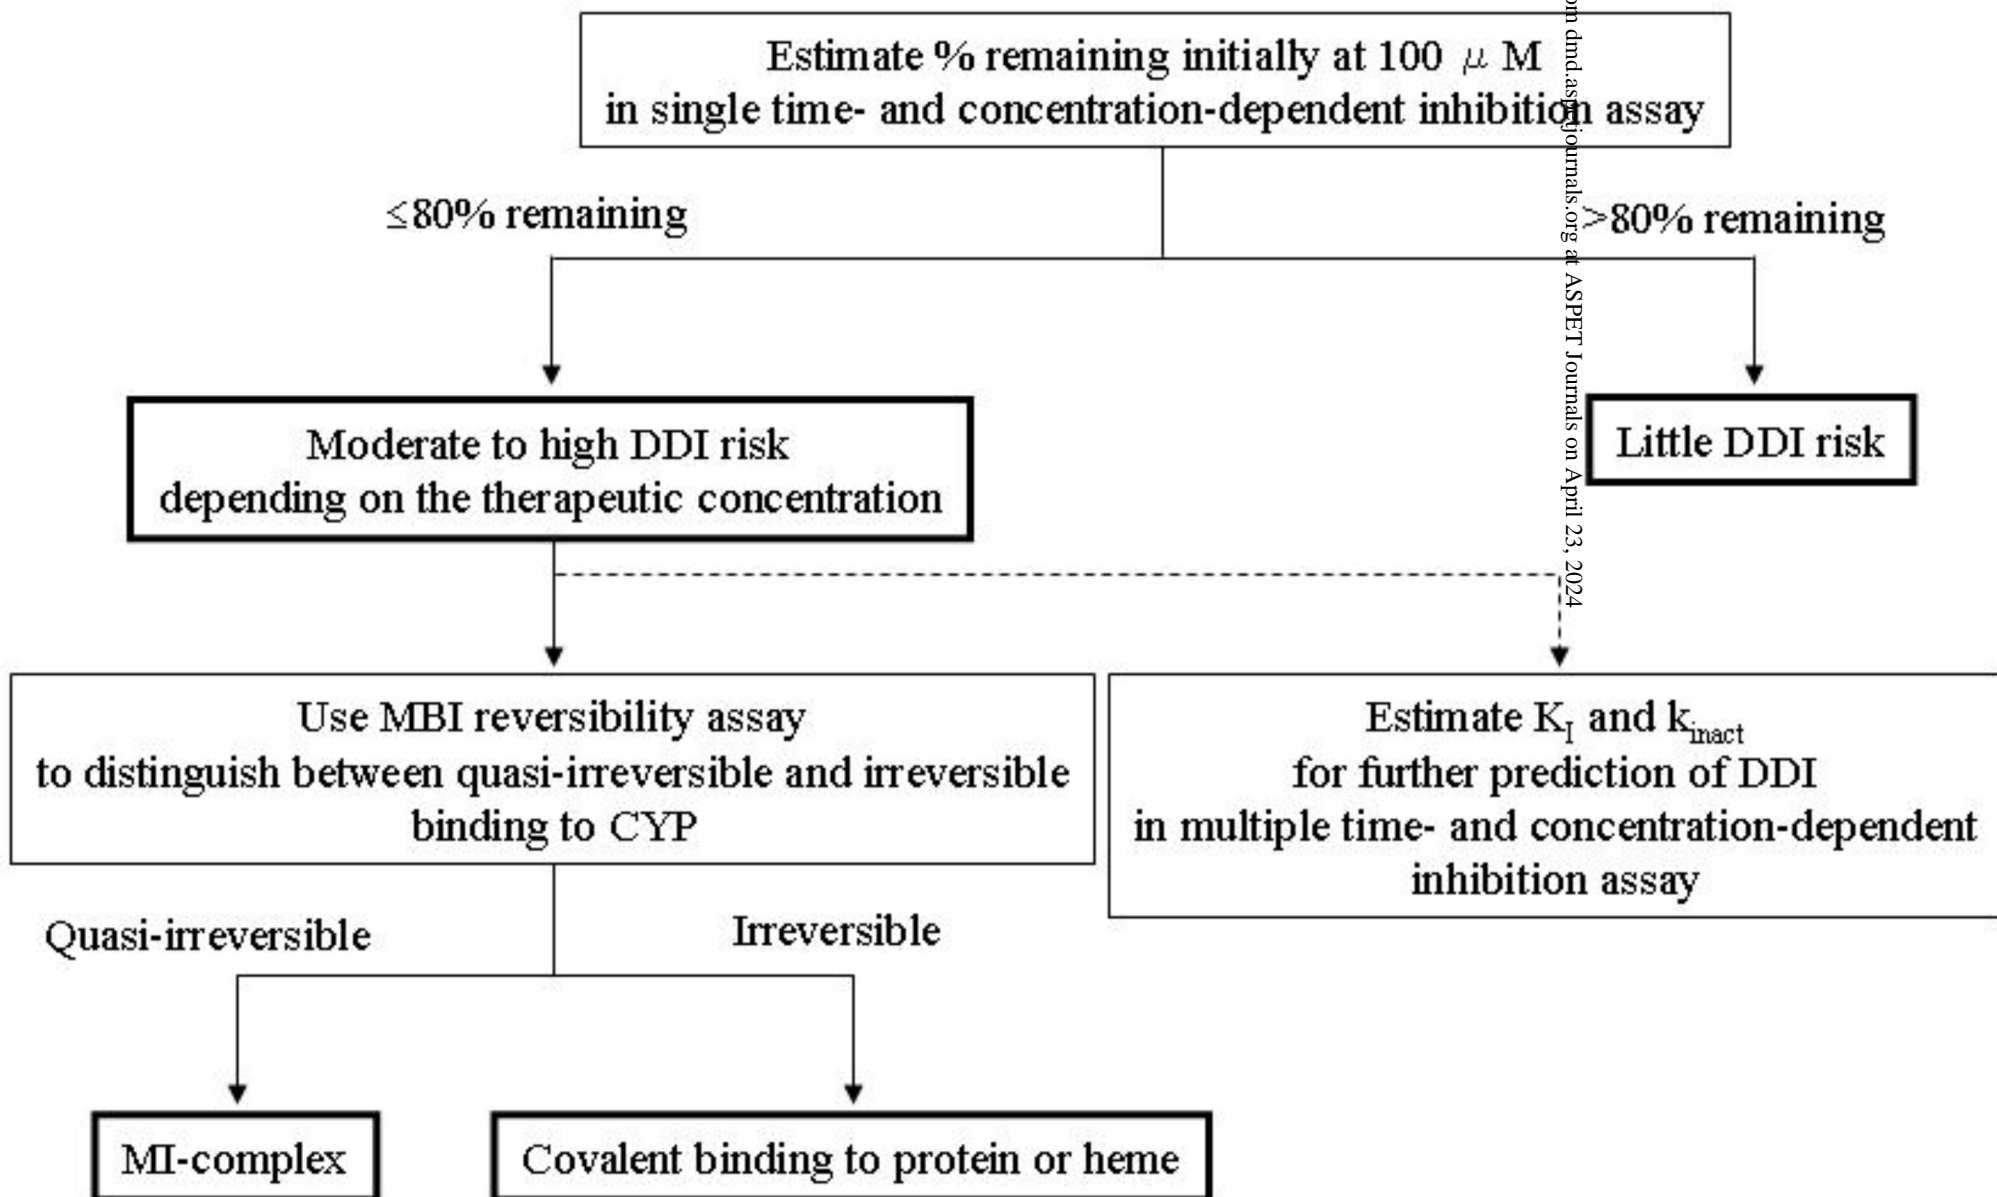 Estimate % remaining initially at 100 μ M
in single time- and concentration-dependent inhibition assay
≤80% remaining
>80% remaining
Moderate to high DDI risk
depending on the therapeutic concentration
Little DDI risk
Use MBI reversibility assay
to distinguish between quasi-irreversible and irreversible
binding to CYP
Estimate K_I and k_inact
for further prediction of DDI
in multiple time- and concentration-dependent
inhibition assay
Quasi-irreversible
Irreversible
MI-complex
Covalent binding to protein or heme
dmd.aspetjournals.org at ASPET Journals on April 23, 2024